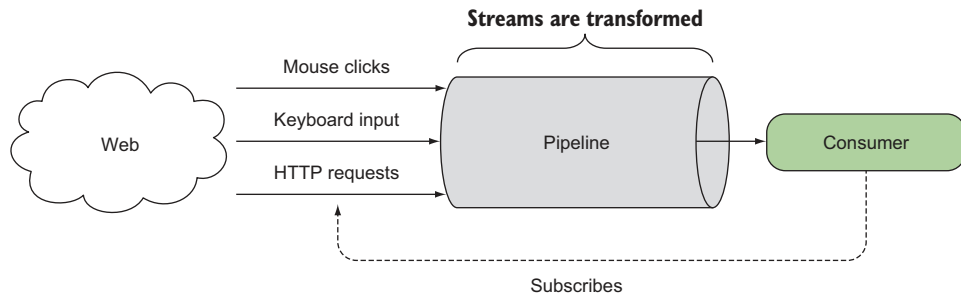 Streams are transformed
Mouse clicks
Keyboard input
HTTP requests
Web
Pipeline
Consumer
Subscribes